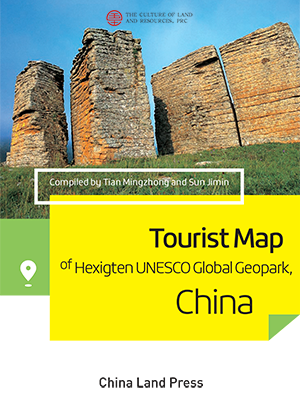 THE CULTURE OF LAND
AND RESOURCES, PRC
Compiled by Tian Mingzhong and Sun Jimin
Tourist Map
of Hexigten UNESCO Global Geopark,
China
China Land Press